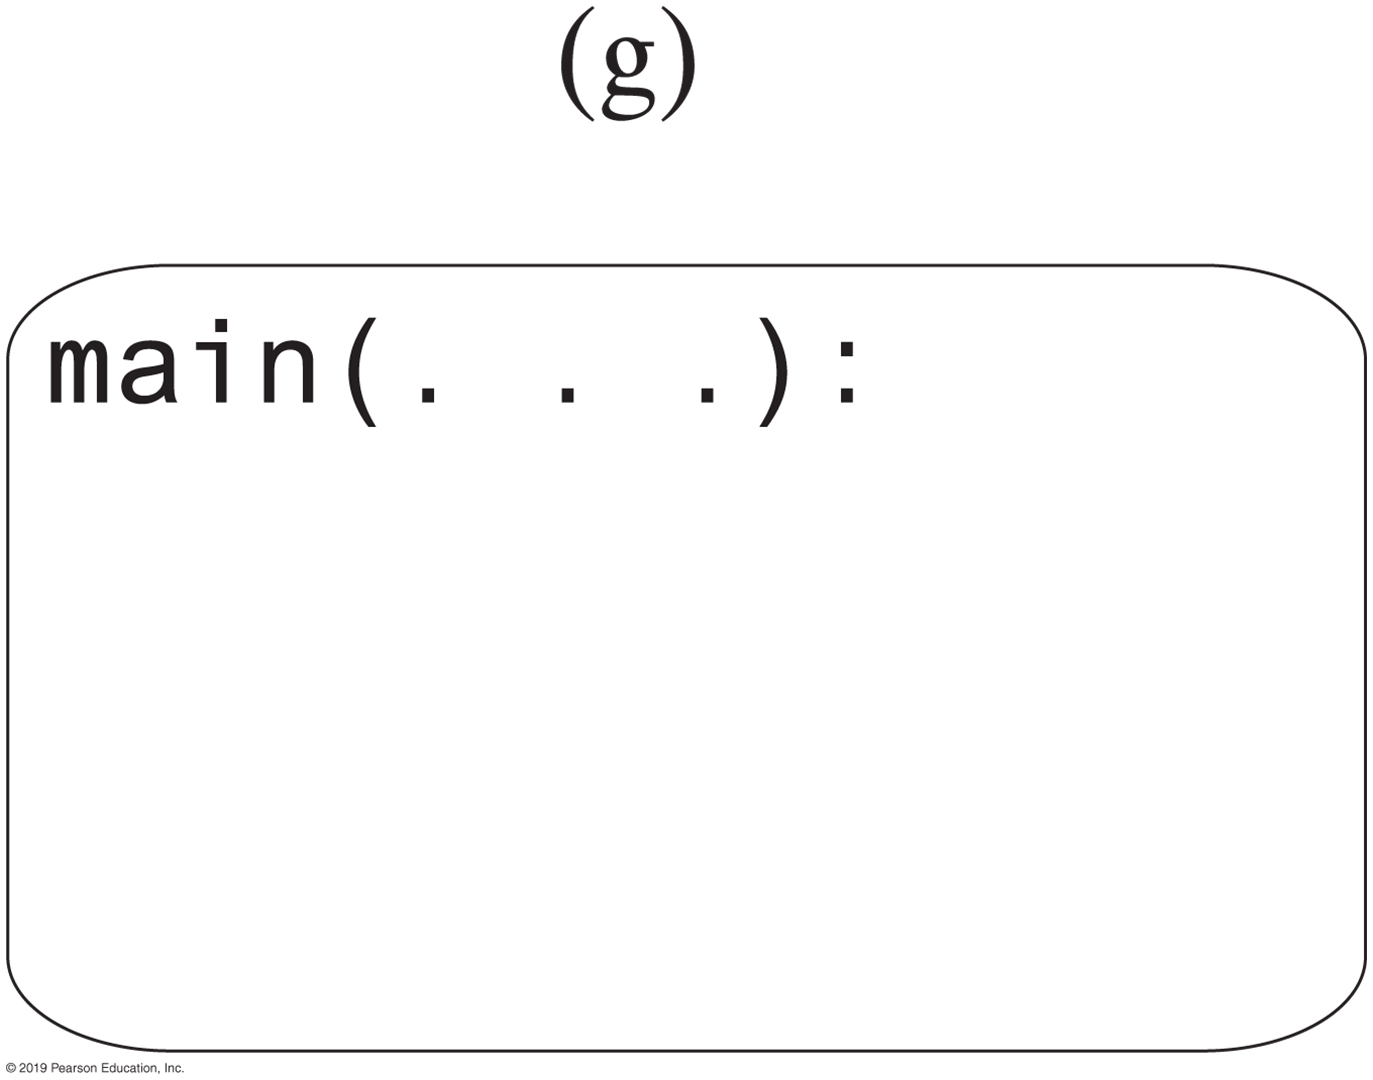 (g)
main(. . .):
© 2019 Pearson Education, Inc.